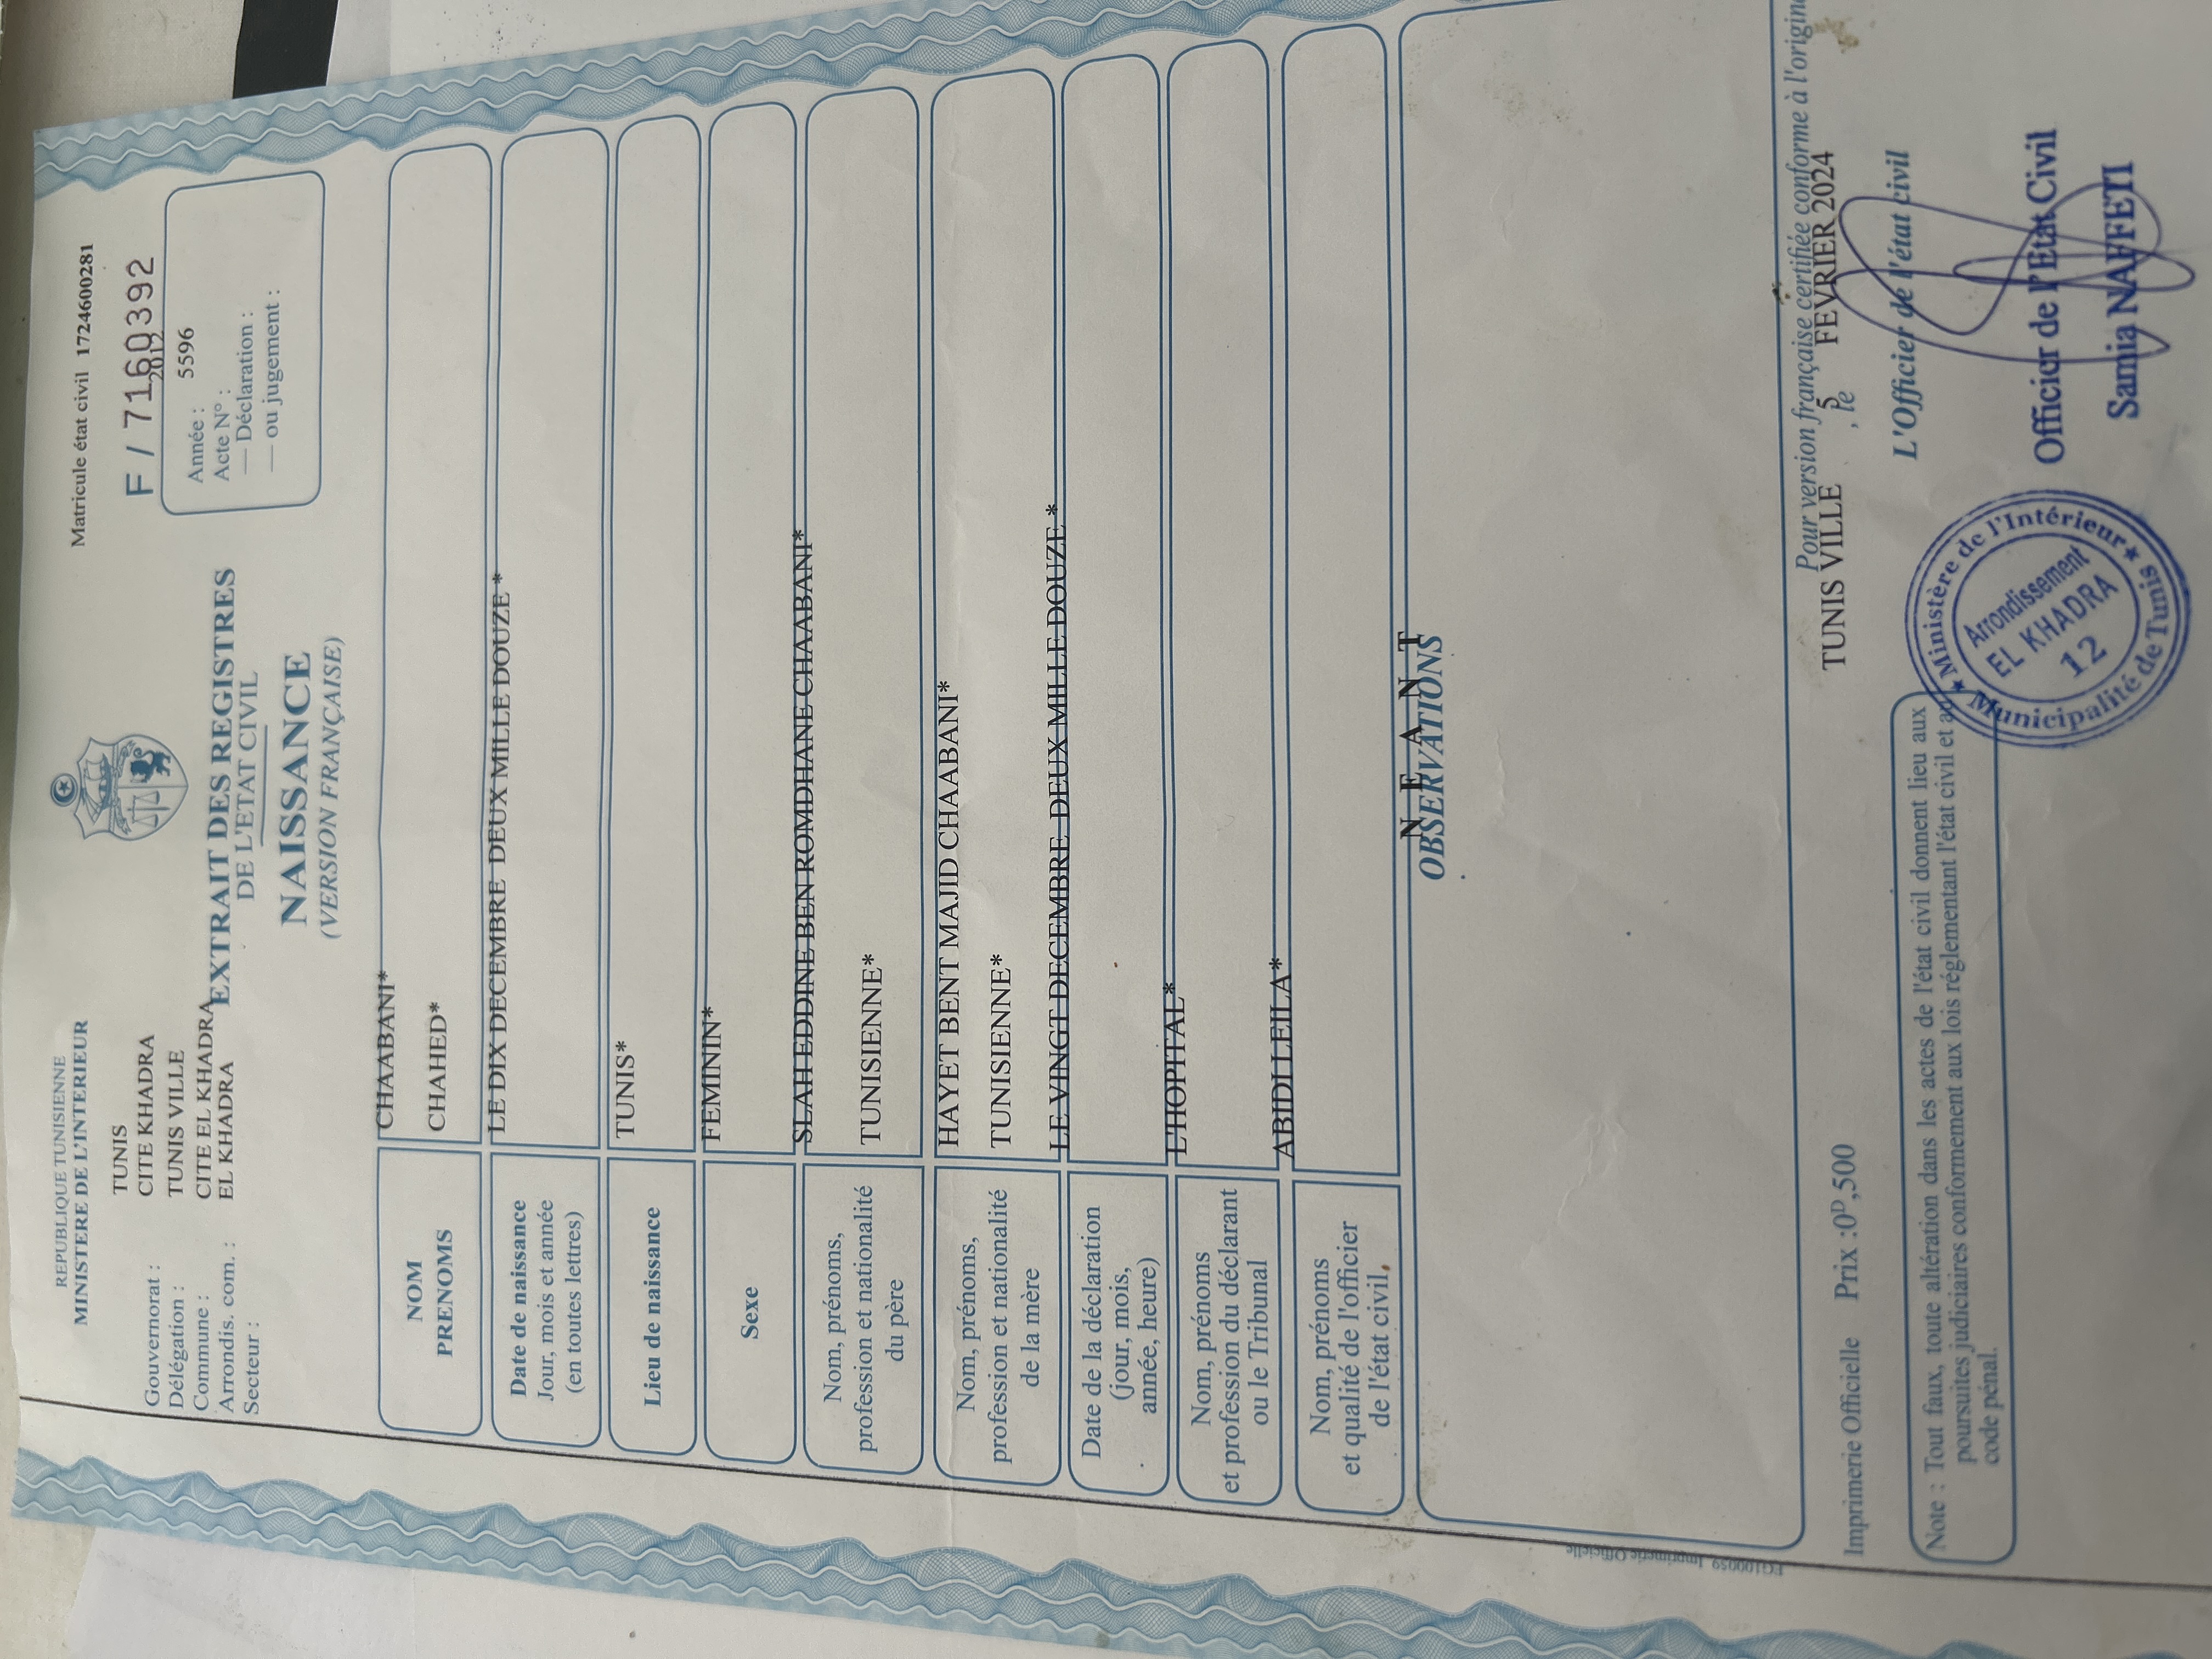 REPUBLIQUE TUNISIENNE
MINISTERE DE L'INTERIEUR
Matricule état civil 1724600281
F / 7160392
TUNIS
Gouvernorat : CITE KHADRA
Délégation : TUNIS VILLE
Commune : CITE EL KHADRA
Arrondis. com. : EL KHADRA
Secteur :
2012
Année : 5596
Acte N° :
— Déclaration :
— ou jugement :
EXTRAIT DES REGISTRES
DE L'ETAT CIVIL
NAISSANCE
(VERSION FRANÇAISE)
NOM CHAABANI*
PRENOMS CHAHED*
Date de naissance LE DIX DECEMBRE DEUX MILLE DOUZE *
Jour, mois et année
(en toutes lettres)
Lieu de naissance TUNIS*
Sexe FEMININ*
Nom, prénoms, SLAH EDDINE BEN ROMDHANE CHAABANI*
profession et nationalité TUNISIENNE*
du père
Nom, prénoms, HAYET BENT MAJID CHAABANI*
profession et nationalité TUNISIENNE*
de la mère
Date de la déclaration LE VINGT DECEMBRE DEUX MILLE DOUZE *
(jour, mois,
année, heure)
Nom, prénoms L'HOPITAL*
et profession du déclarant
ou le Tribunal
Nom, prénoms ABIDI LEILA*
et qualité de l'officier
de l'état civil,
N E A N T
OBSERVATIONS
EG100059 Imprimerie Officielle
Pour version française certifiée conforme à l'origine
TUNIS VILLE , le 5 FEVRIER 2024
Imprimerie Officielle Prix :0ᴰ,500
L'Officier de l'état civil
Note : Tout faux, toute altération dans les actes de l'état civil donnent lieu aux
poursuites judiciaires conformement aux lois réglementant l'état civil et au
code pénal.
★ Ministère de l'Intérieur ★
Arrondissement
EL KHADRA
12
Municipalité de Tunis
Officier de l'Etat Civil
Samia NAFFETI